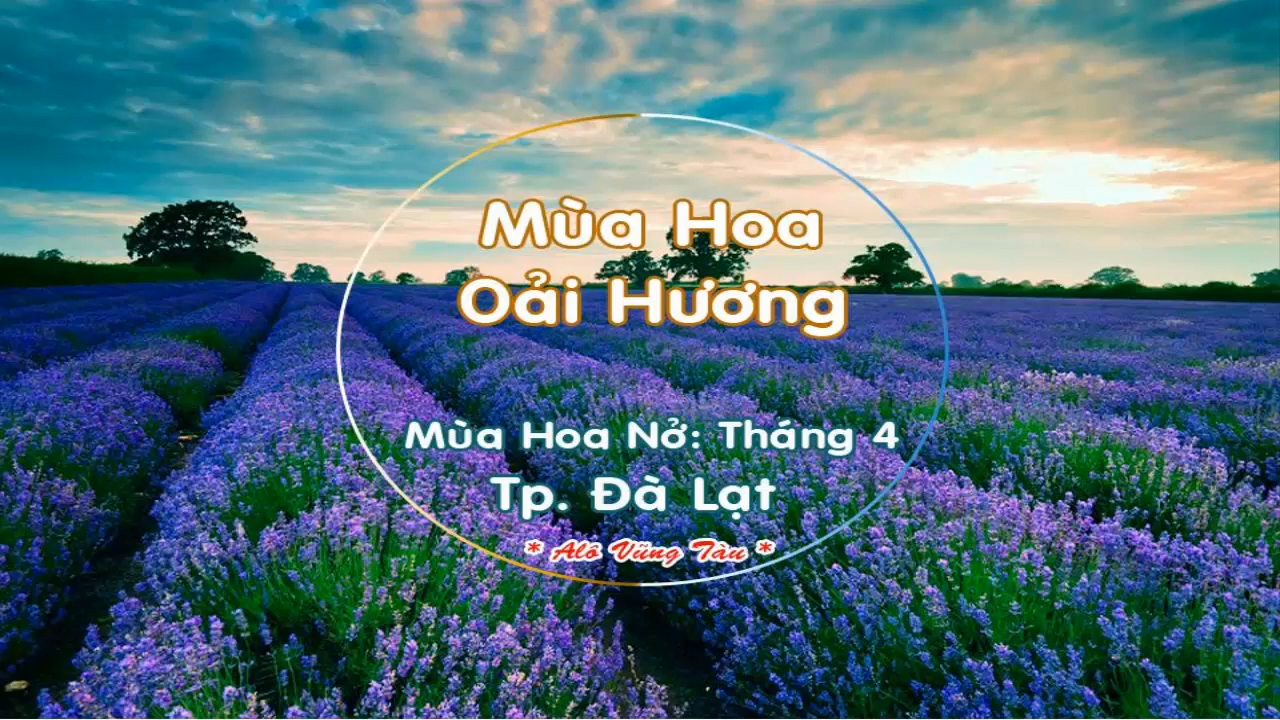 Mùa Hoa
Oải Hương
Mùa Hoa Nở: Tháng 4
Tp. Đà Lạt
* Alô Vũng Tàu *